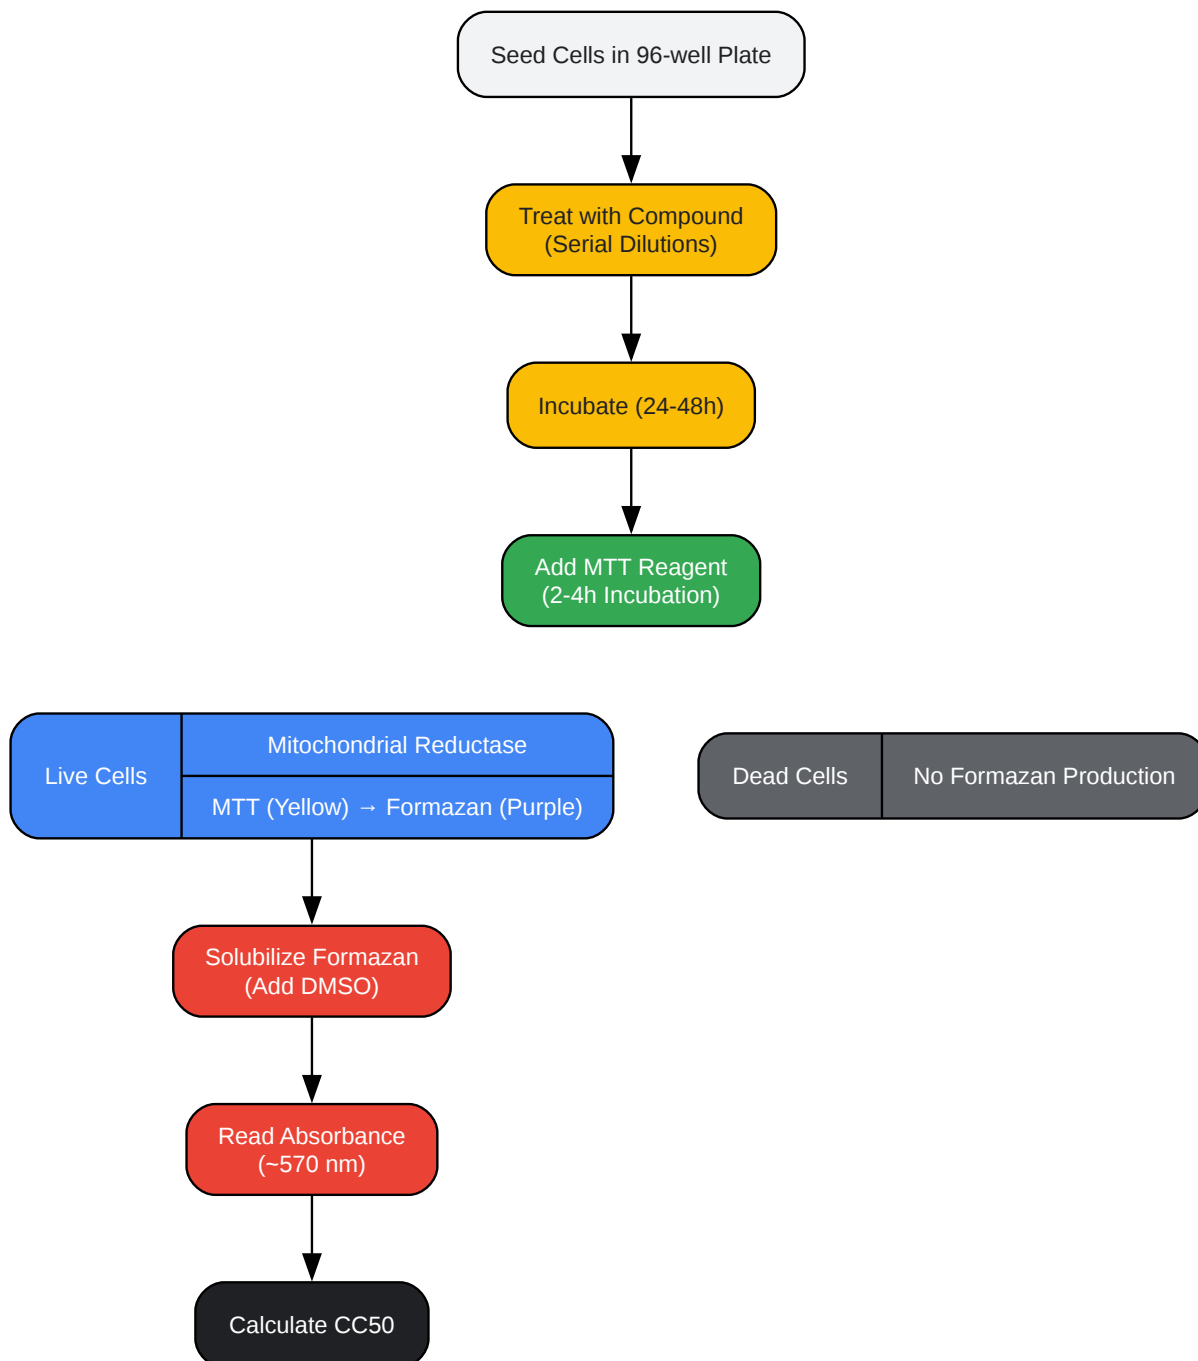 Seed Cells in 96-well Plate
Treat with Compound
(Serial Dilutions)
Incubate (24-48h)
Add MTT Reagent
(2-4h Incubation)
Live Cells
Mitochondrial Reductase
MTT (Yellow) → Formazan (Purple)
Dead Cells
No Formazan Production
Solubilize Formazan
(Add DMSO)
Read Absorbance
(~570 nm)
Calculate CC50